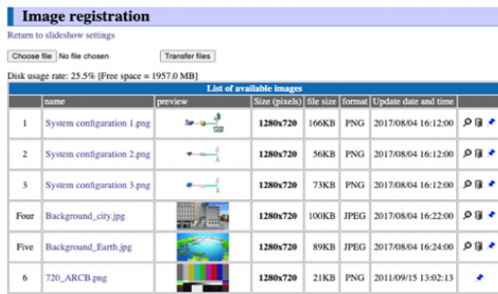 Image registration
Return to slideshow settings
Choose file No file chosen Transfer files
Disk usage rate: 25.5% [Free space = 1957.0 MB]
List of available images
name preview Size (pixels) file size format Update date and time
1 System configuration 1.png 1280x720 166KB PNG 2017/08/04 16:12:00
2 System configuration 2.png 1280x720 56KB PNG 2017/08/04 16:12:00
3 System configuration 3.png 1280x720 73KB PNG 2017/08/04 16:12:00
Four Background_city.jpg 1280x720 100KB JPEG 2017/08/04 16:22:00
Five Background_Earth.jpg 1280x720 89KB JPEG 2017/08/04 16:24:00
6 720_ARCB.png 1280x720 21KB PNG 2011/09/15 13:02:13